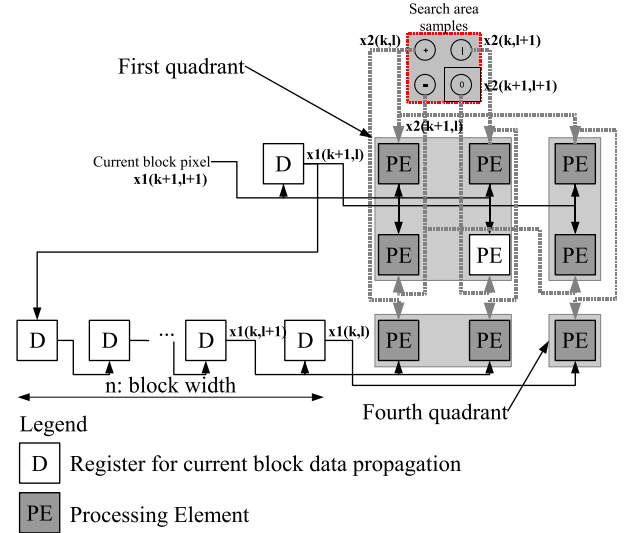 Search area
samples
x2(k,l)
x2(k,l+1)
+
|
First quadrant
=
0
x2(k+1,l+1)
x2(k+1,l)
Current block pixel
x1(k+1,l+1)
D
x1(k+1,l)
PE
PE
PE
PE
PE
PE
D
D
...
D
x1(k,l+1)
D
x1(k,l)
PE
PE
PE
n: block width
Fourth quadrant
Legend
D
Register for current block data propagation
PE
Processing Element